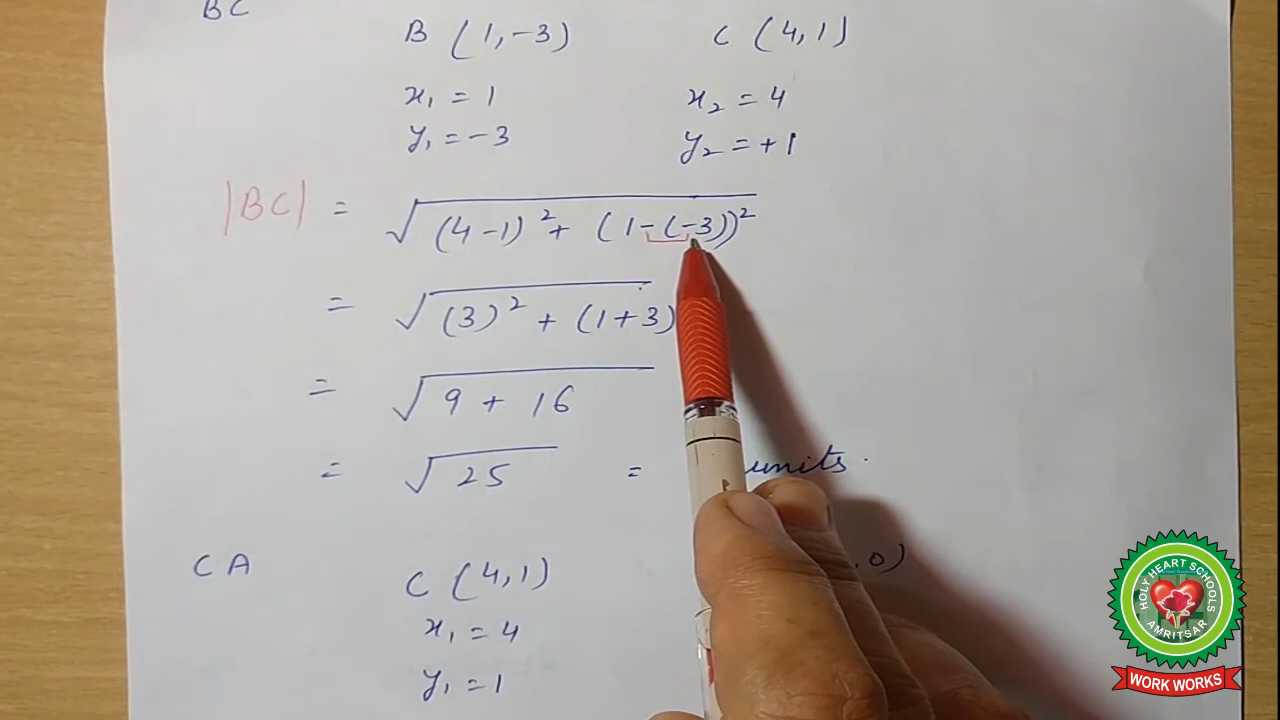 BC
B (1,-3) C (4,1)
x₁ = 1 x₂ = 4
y₁ = -3 y₂ = +1
|BC| = √(4-1)² + (1-(-3))²
= √(3)² + (1+3)
= √9 + 16
= √25 = units.
CA C (4,1) ,0)
x₁ = 4
y₁ = 1
HOLY HEART SCHOOLS
AMRITSAR
WORK WORKS